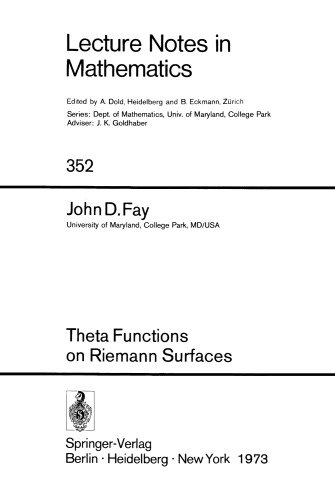 Lecture Notes in
Mathematics
Edited by A. Dold, Heidelberg and B. Eckmann, Zürich
Series: Dept. of Mathematics, Univ. of Maryland, College Park
Adviser: J. K. Goldhaber
352
John D. Fay
University of Maryland, College Park, MD/USA
Theta Functions
on Riemann Surfaces
Springer-Verlag
Berlin · Heidelberg · New York 1973